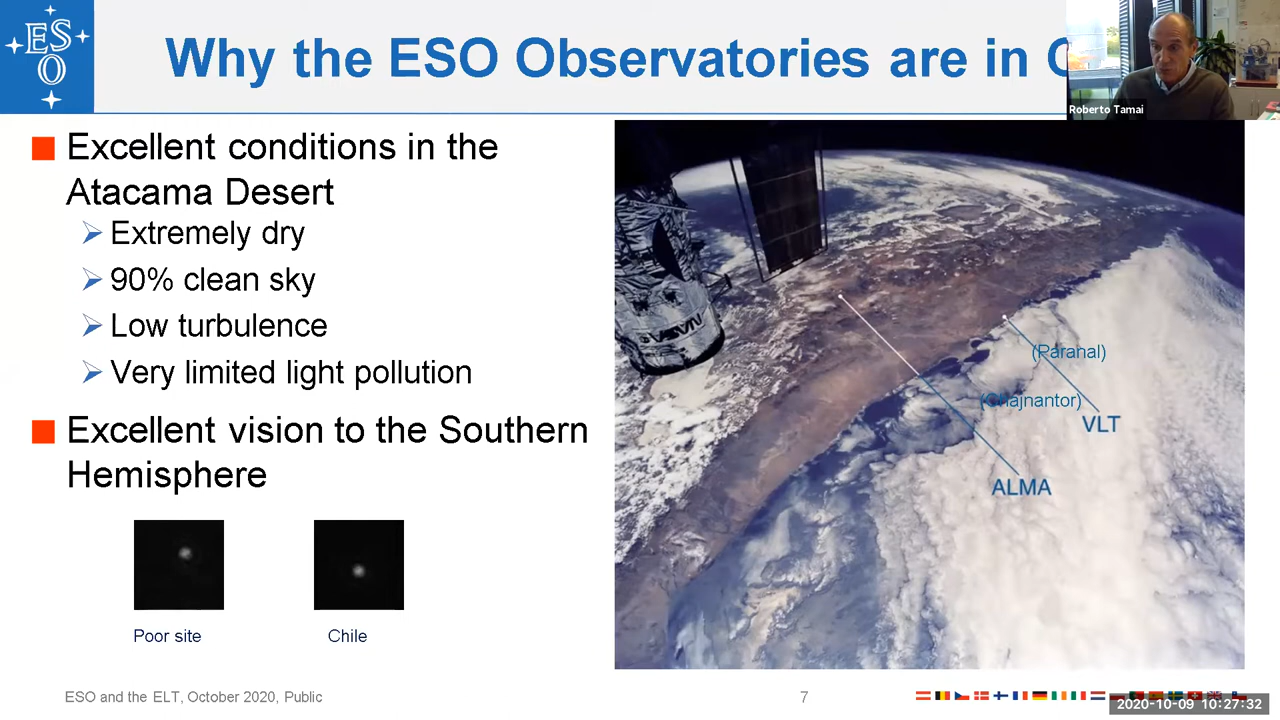 ESO
Why the ESO Observatories are in
Roberto Tamai
Excellent conditions in the
Atacama Desert
Extremely dry
90% clean sky
Low turbulence
Very limited light pollution
Excellent vision to the Southern
Hemisphere
Poor site
Chile
(Paranal)
(Chajnantor)
VLT
ALMA
ESO and the ELT, October 2020, Public
7
2020-10-09 10:27:32